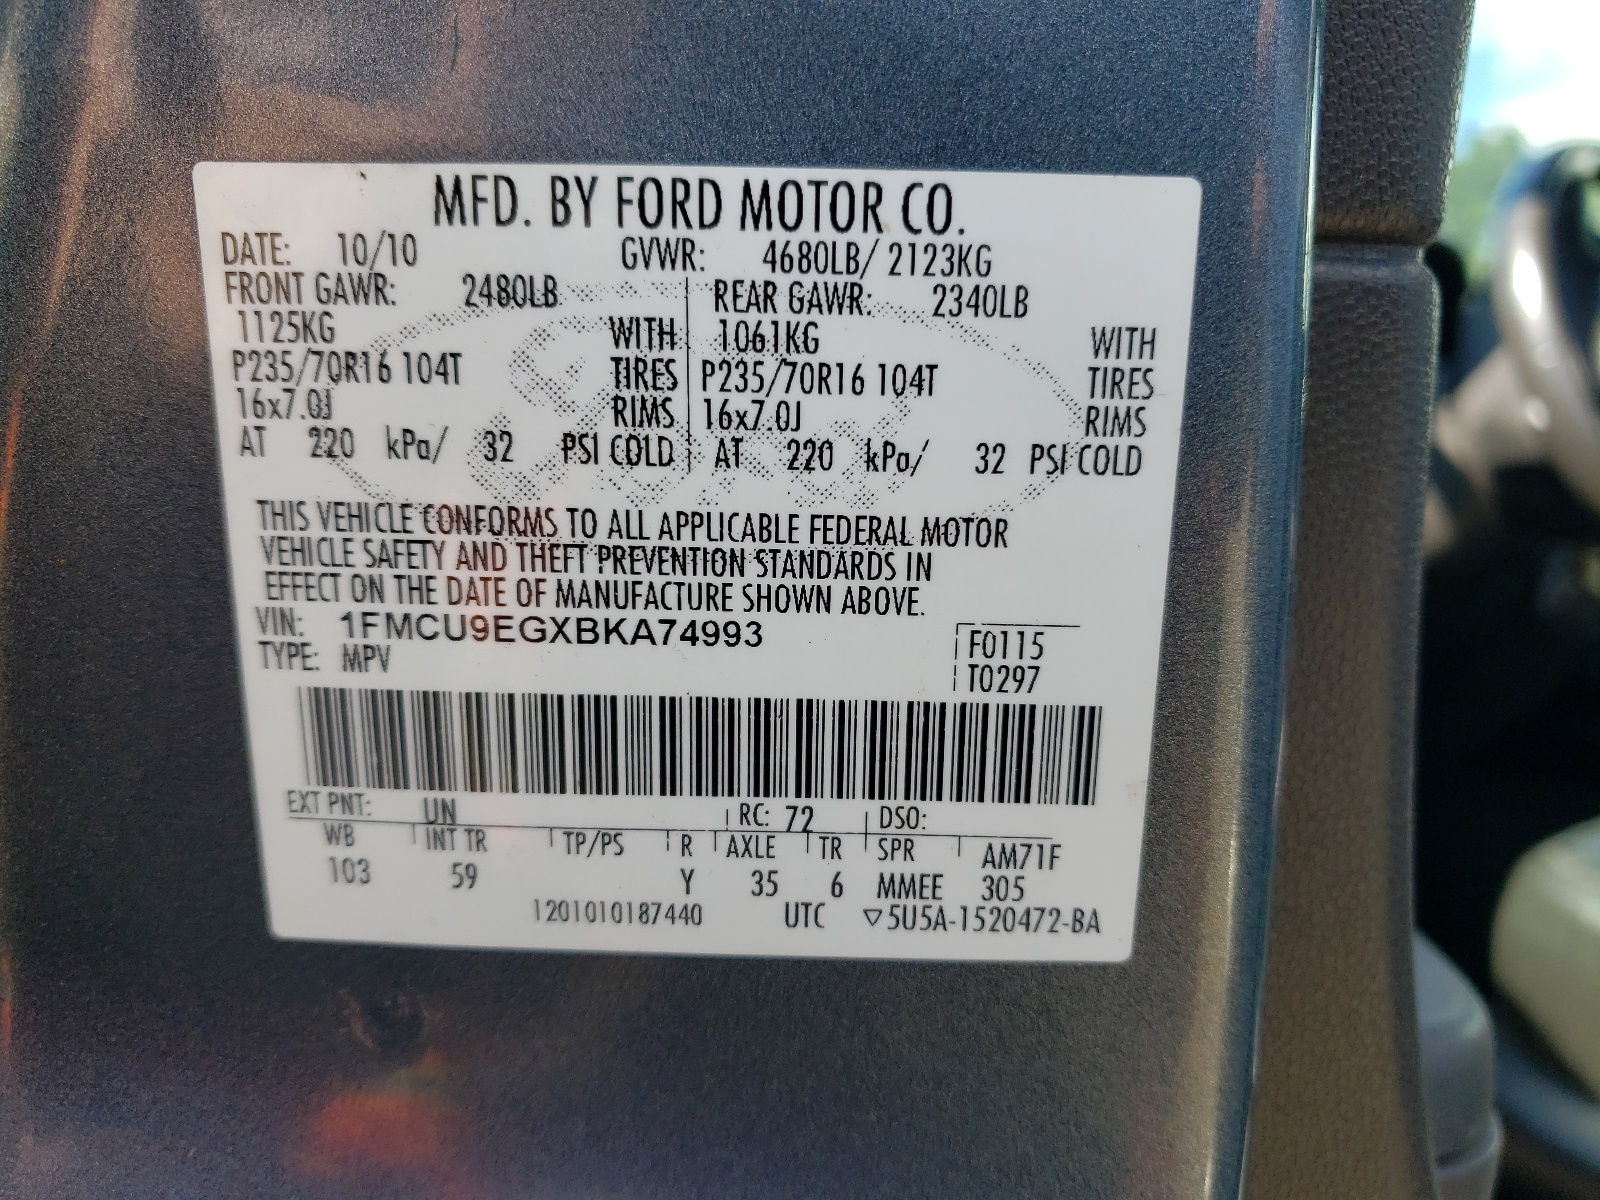 MFD. BY FORD MOTOR CO.
DATE: 10/10 GVWR: 4680LB/ 2123KG
FRONT GAWR: 2480LB REAR GAWR: 2340LB
1125KG WITH 1061KG WITH
P235/70R16 104T TIRES P235/70R16 104T TIRES
16x7.0J RIMS 16x7.0J RIMS
AT 220 kPa/ 32 PSI COLD AT 220 kPa/ 32 PSI COLD
THIS VEHICLE CONFORMS TO ALL APPLICABLE FEDERAL MOTOR
VEHICLE SAFETY AND THEFT PREVENTION STANDARDS IN
EFFECT ON THE DATE OF MANUFACTURE SHOWN ABOVE.
VIN: 1FMCU9EGXBKA74993 F0115
TYPE: MPV T0297
EXT PNT: UN RC: 72 DSO:
WB INT TR TP/PS R AXLE TR SPR AM71F
103 59 Y 35 6 MMEE 305
1201010187440 UTC ▽5U5A-1520472-BA